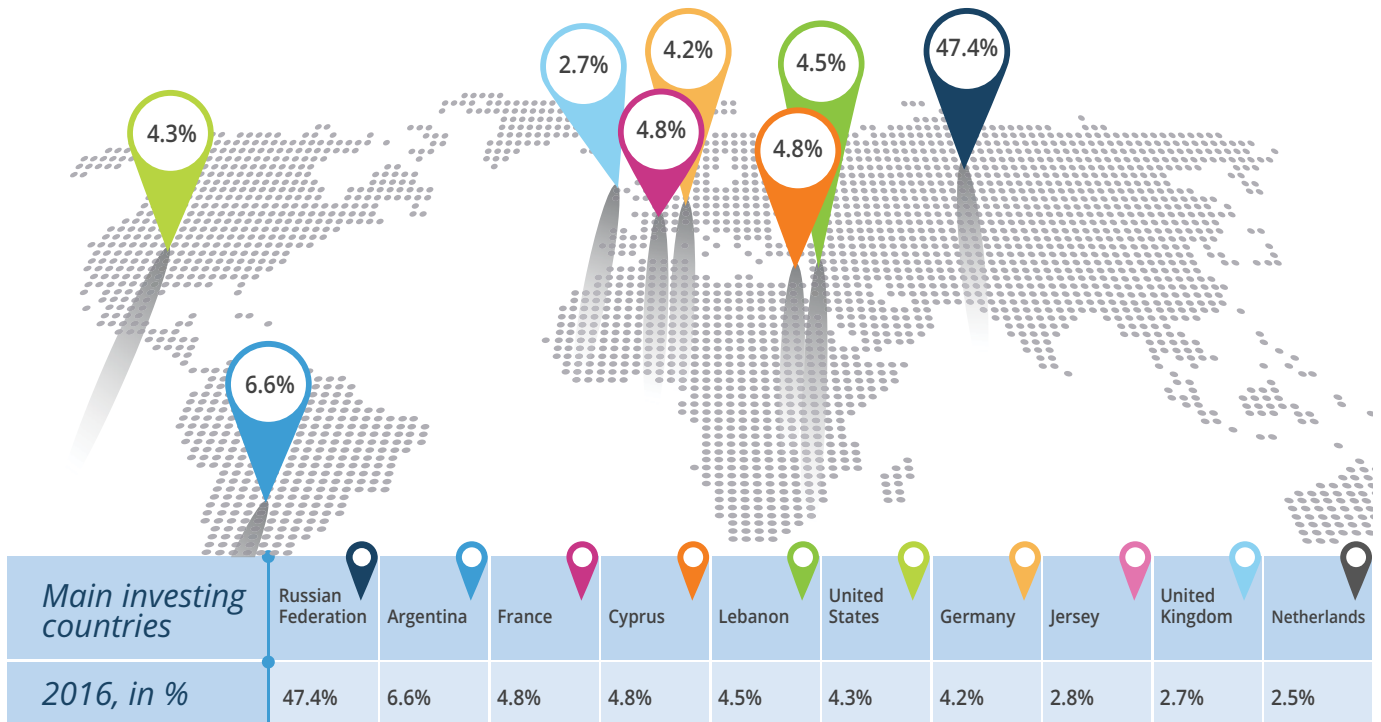 47.4%
4.2%
4.5%
2.7%
4.3%
4.8%
4.8%
6.6%
Main investing
countries
Russian
Federation
Argentina
France
Cyprus
Lebanon
United
States
Germany
Jersey
United
Kingdom
Netherlands
2016, in %
47.4%
6.6%
4.8%
4.8%
4.5%
4.3%
4.2%
2.8%
2.7%
2.5%